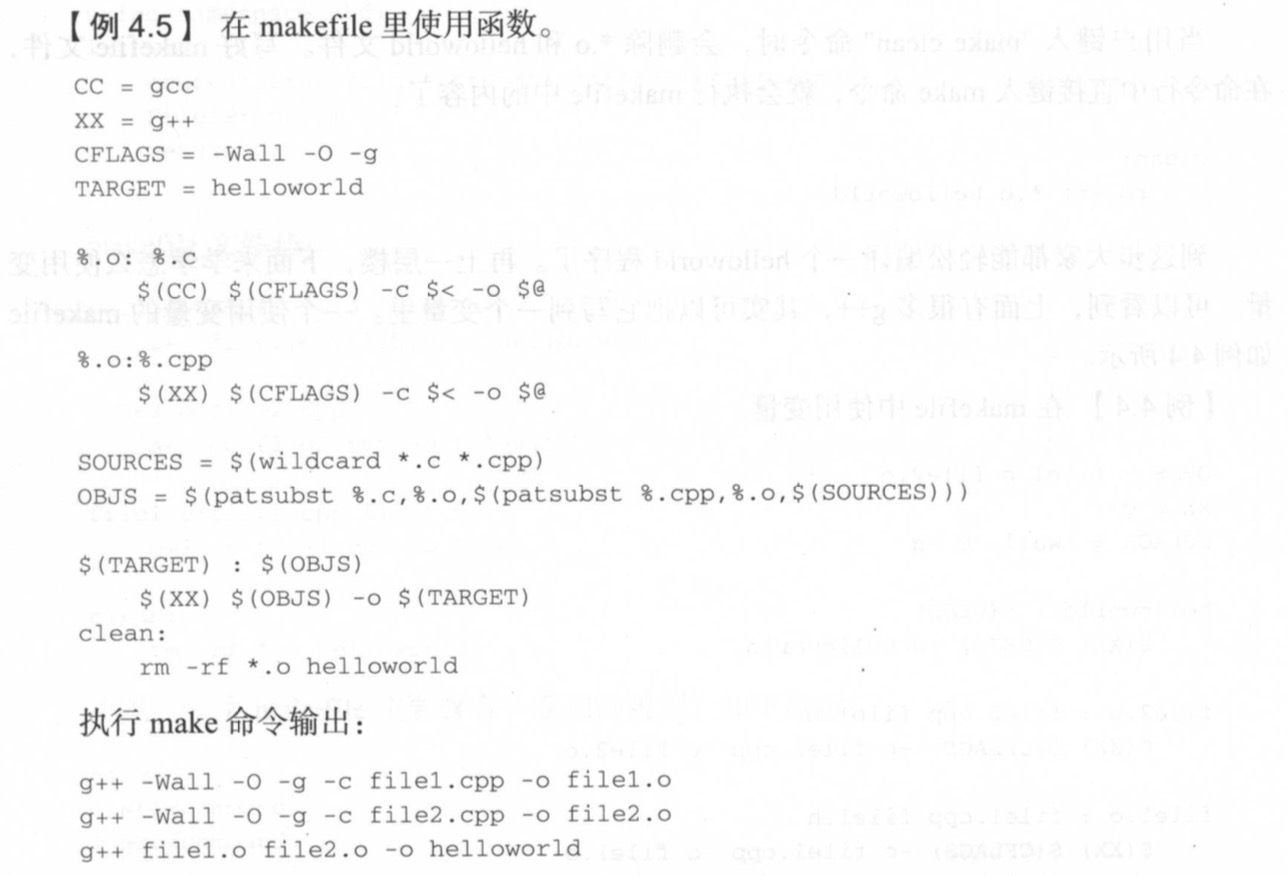 【例 4.5】 在 makefile 里使用函数。
CC = gcc
XX = g++
CFLAGS = -Wall -O -g
TARGET = helloworld
%.o: %.c
$(CC) $(CFLAGS) -c $< -o $@
%.o:%.cpp
$(XX) $(CFLAGS) -c $< -o $@
SOURCES = $(wildcard *.c *.cpp)
OBJS = $(patsubst %.c,%.o,$(patsubst %.cpp,%.o,$(SOURCES)))
$(TARGET) : $(OBJS)
$(XX) $(OBJS) -o $(TARGET)
clean:
rm -rf *.o helloworld
执行 make 命令输出：
g++ -Wall -O -g -c file1.cpp -o file1.o
g++ -Wall -O -g -c file2.cpp -o file2.o
g++ file1.o file2.o -o helloworld